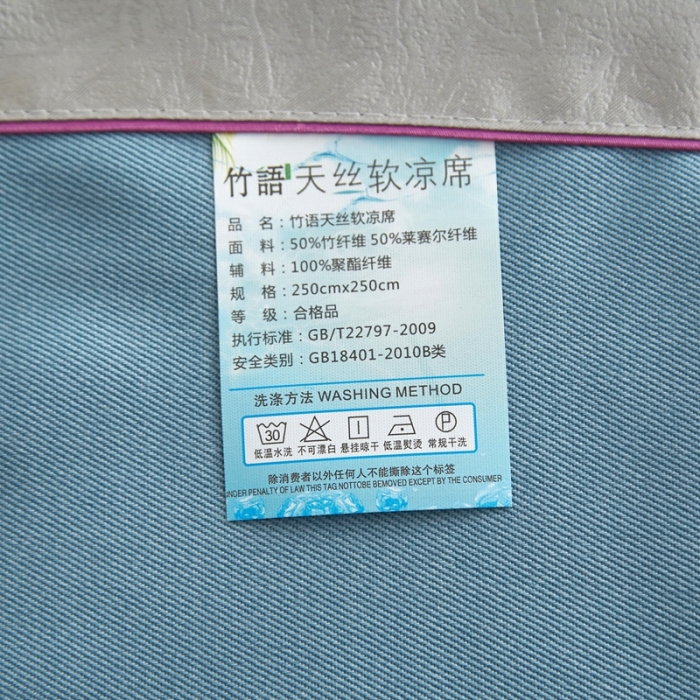 竹語 天丝软凉席
品 名：竹语天丝软凉席
面 料：50%竹纤维 50%莱赛尔纤维
辅 料：100%聚酯纤维
规 格：250cmx250cm
等 级：合格品
执行标准：GB/T22797-2009
安全类别：GB18401-2010B类
洗涤方法 WASHING METHOD
30
P
低温水洗 不可漂白 悬挂晾干 低温熨烫 常规干洗
除消费者以外任何人不能撕除这个标签
UNDER PENALTY OF LAW THIS TAG NOTTOBE BEMOVED EXCEPT BY THE CONSUMER